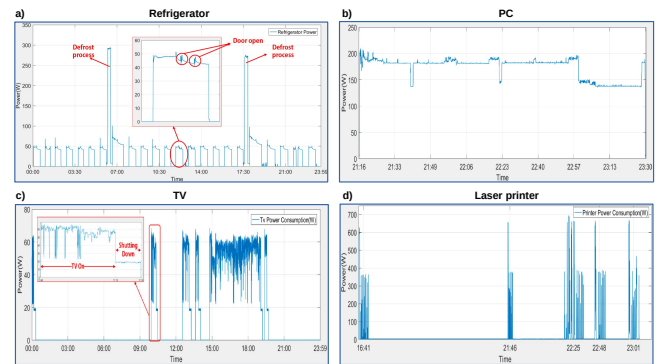 a) Refrigerator
Refrigerator Power
Defrost
process
Door open
Defrost
process
350
300
250
200
150
100
50
0
Power(W)
60
50
40
30
20
10
0
00:00 03:30 07:00 10:30 14:00 17:30 21:00 23:50
Time
b) PC
250
200
150
100
50
0
Power(W)
21:16 21:33 21:49 22:06 22:23 22:40 22:57 23:13 23:30
Time
c) TV
Tv Power Consumption(W)
80
60
40
20
0
Power(W)
TV On
Shutting
Down
00:00 03:00 06:00 09:00 12:00 15:00 18:00 21:00 23:59
Time
d) Laser printer
Printer Power Consumption(W)
700
600
500
400
300
200
100
0
Power(W)
16:41 21:46 22:25 22:48 23:01
Time